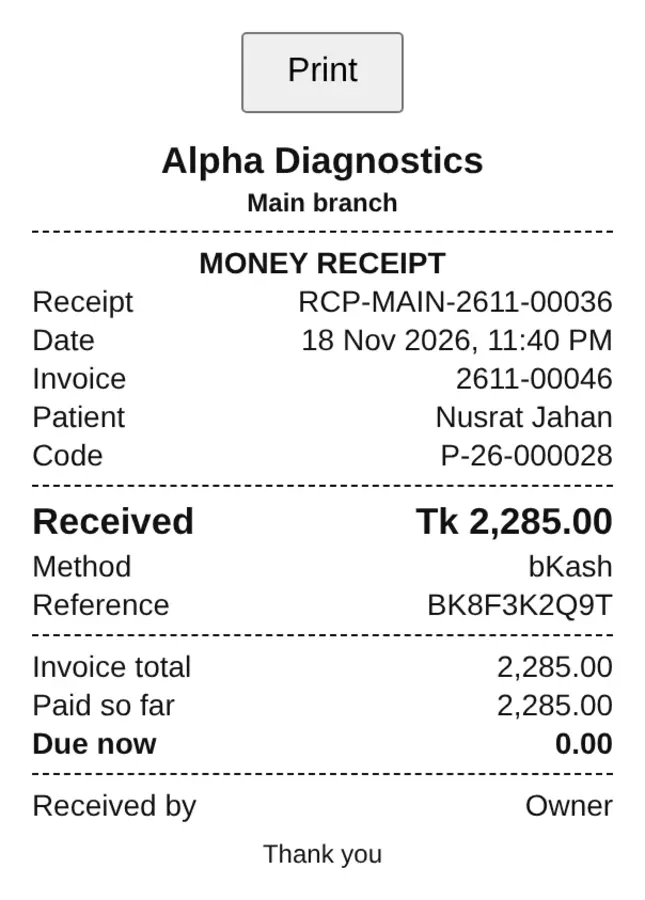 Print
Alpha Diagnostics
Main branch
MONEY RECEIPT
Receipt RCP-MAIN-2611-00036
Date 18 Nov 2026, 11:40 PM
Invoice 2611-00046
Patient Nusrat Jahan
Code P-26-000028
Received Tk 2,285.00
Method bKash
Reference BK8F3K2Q9T
Invoice total 2,285.00
Paid so far 2,285.00
Due now 0.00
Received by Owner
Thank you